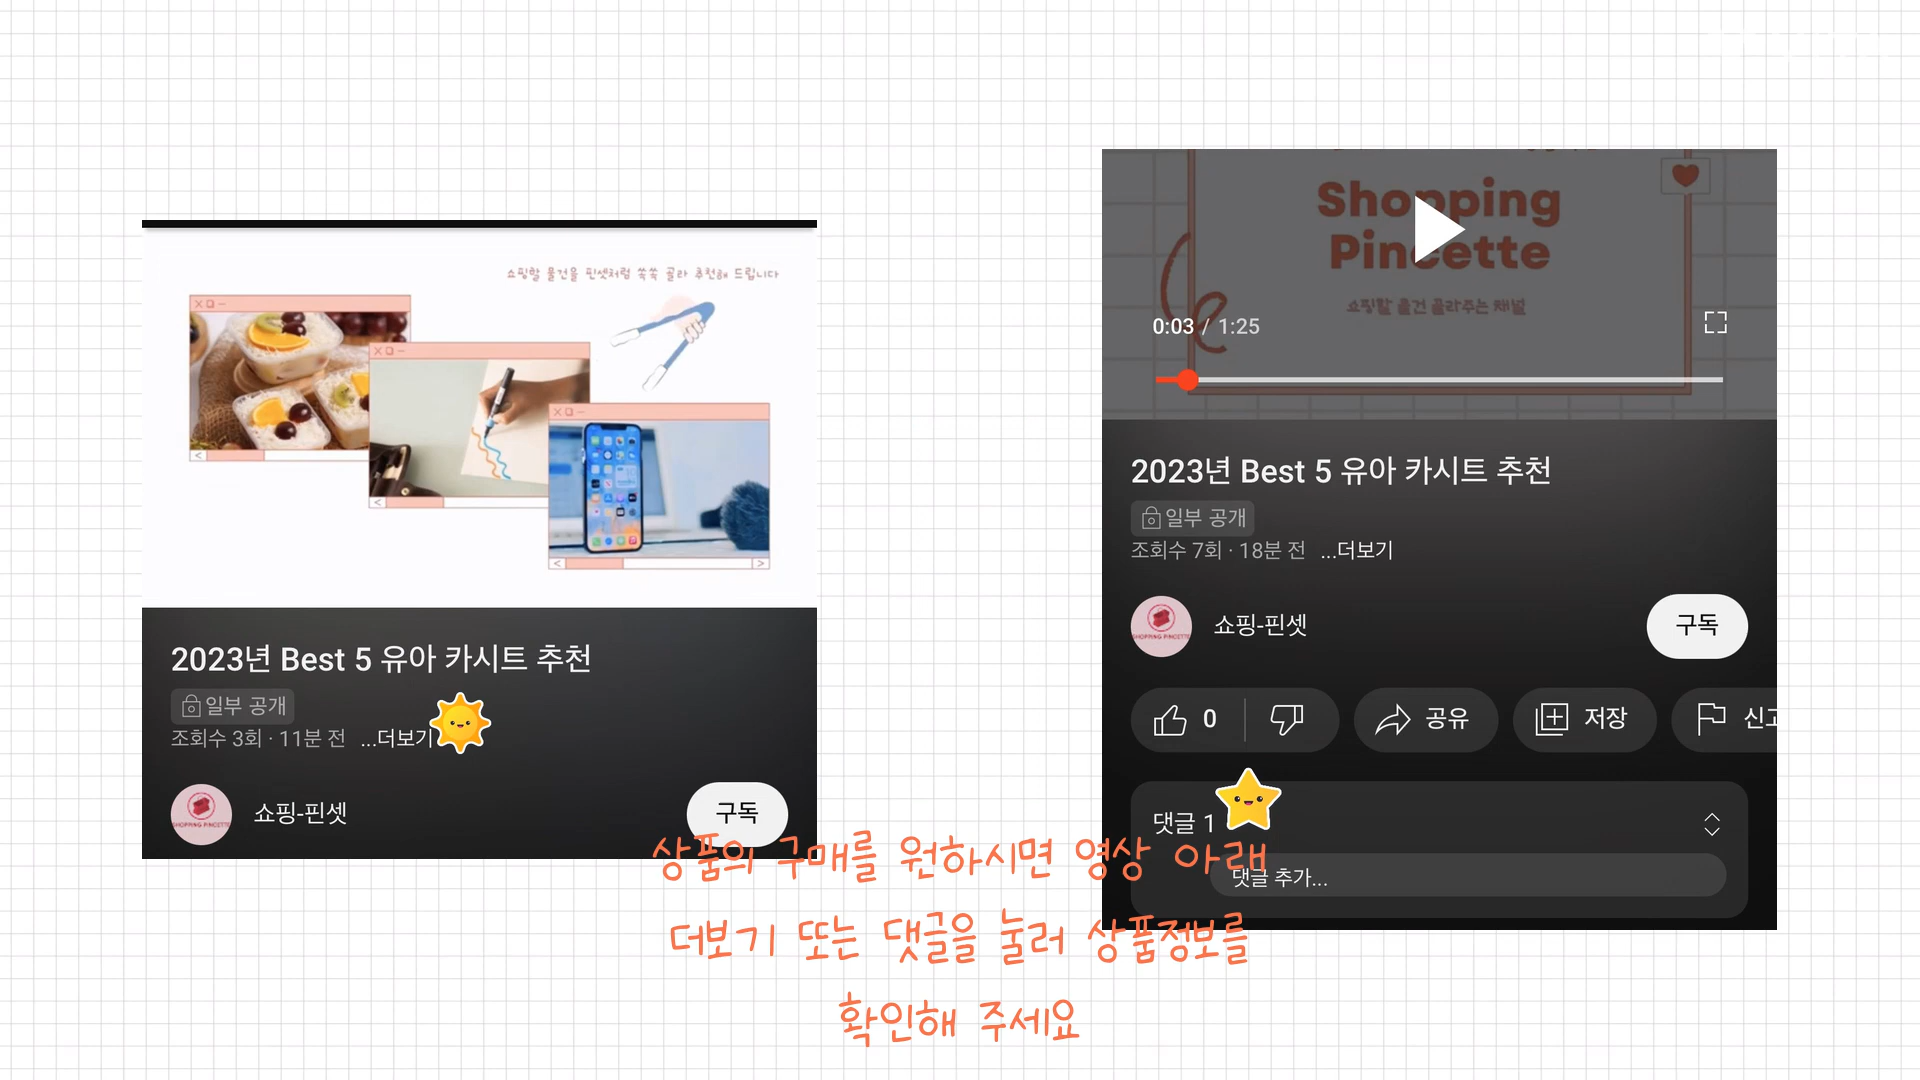 쇼핑할 물건을 핀셋처럼 쏙쏙 골라 추천해 드립니다
2023년 Best 5 유아 카시트 추천
일부 공개
조회수 3회 · 11분 전 ...더보기
쇼핑-핀셋
구독
Shopping
Pincette
쇼핑할 물건 골라주는 채널
0:03 / 1:25
2023년 Best 5 유아 카시트 추천
일부 공개
조회수 7회 · 18분 전 ...더보기
SHOPPING PINCETTE
쇼핑-핀셋
구독
0
공유
저장
신고
댓글 1
댓글 추가...
상품의 구매를 원하시면 영상 아래
더보기 또는 댓글을 눌러 상품정보를
확인해 주세요